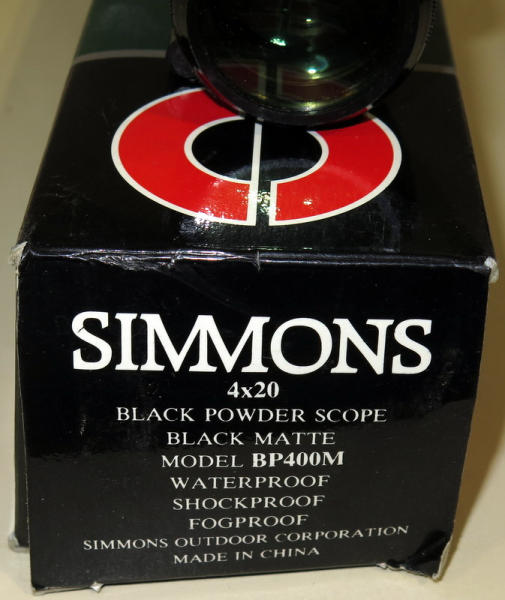 SIMMONS
4x20
BLACK POWDER SCOPE
BLACK MATTE
MODEL BP400M
WATERPROOF
SHOCKPROOF
FOGPROOF
SIMMONS OUTDOOR CORPORATION
MADE IN CHINA